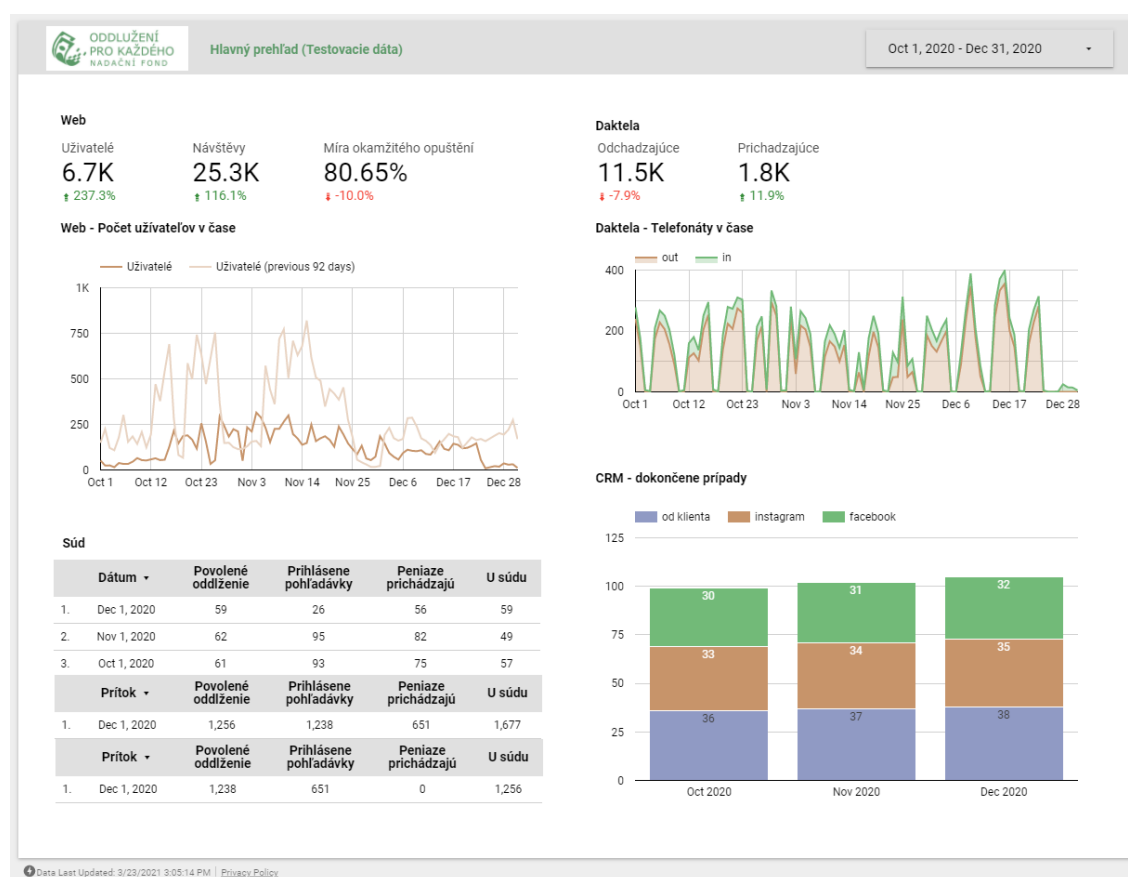 ODDLUŽENÍ
PRO KAŽDÉHO
NADAČNÍ FOND
Hlavný prehľad (Testovacie dáta)
Oct 1, 2020 - Dec 31, 2020
Web
Uživatelé Návštěvy Míra okamžitého opuštění
6.7K 25.3K 80.65%
237.3% 116.1% -10.0%
Web - Počet užívateľov v čase
Uživatelé Uživatelé (previous 92 days)
1K
750
500
250
0
Oct 1 Oct 12 Oct 23 Nov 3 Nov 14 Nov 25 Dec 6 Dec 17 Dec 28
Súd
Dátum Povolené oddlženie Prihlásene pohľadávky Peniaze prichádzajú U súdu
1. Dec 1, 2020 59 26 56 59
2. Nov 1, 2020 62 95 82 49
3. Oct 1, 2020 61 93 75 57
Prítok Povolené oddlženie Prihlásene pohľadávky Peniaze prichádzajú U súdu
1. Dec 1, 2020 1,256 1,238 651 1,677
Prítok Povolené oddlženie Prihlásene pohľadávky Peniaze prichádzajú U súdu
1. Dec 1, 2020 1,238 651 0 1,256
Daktela
Odchadzajúce Prichadzajúce
11.5K 1.8K
-7.9% 11.9%
Daktela - Telefonáty v čase
out in
400
200
0
Oct 1 Oct 12 Oct 23 Nov 3 Nov 14 Nov 25 Dec 6 Dec 17 Dec 28
CRM - dokončene prípady
od klienta instagram facebook
125
100
75
50
25
0
30 31 32
33 34 35
36 37 38
Oct 2020 Nov 2020 Dec 2020
Data Last Updated: 3/23/2021 3:05:14 PM | Privacy Policy